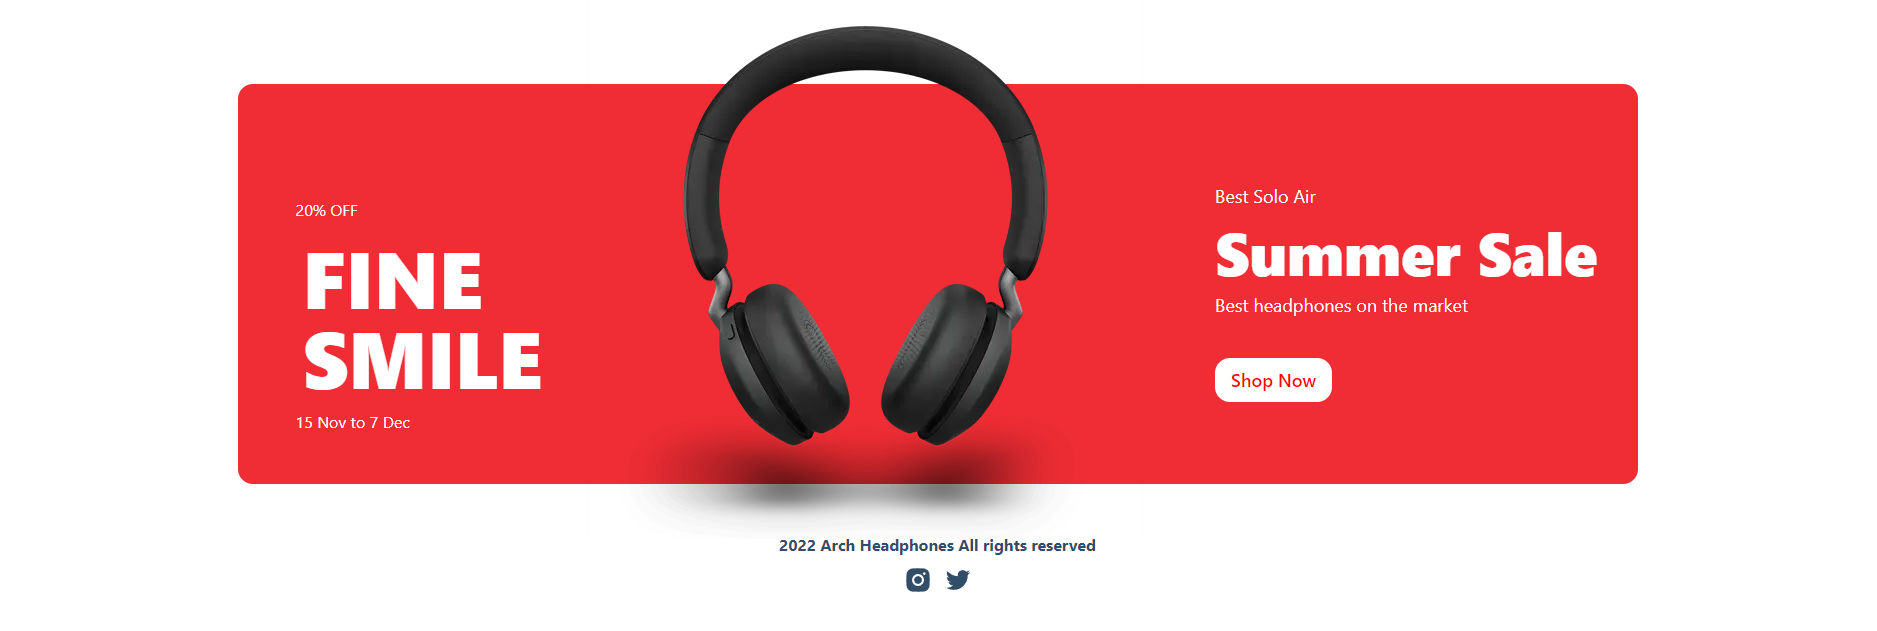 20% OFF
FINE
SMILE
15 Nov to 7 Dec
Best Solo Air
Summer Sale
Best headphones on the market
Shop Now
2022 Arch Headphones All rights reserved